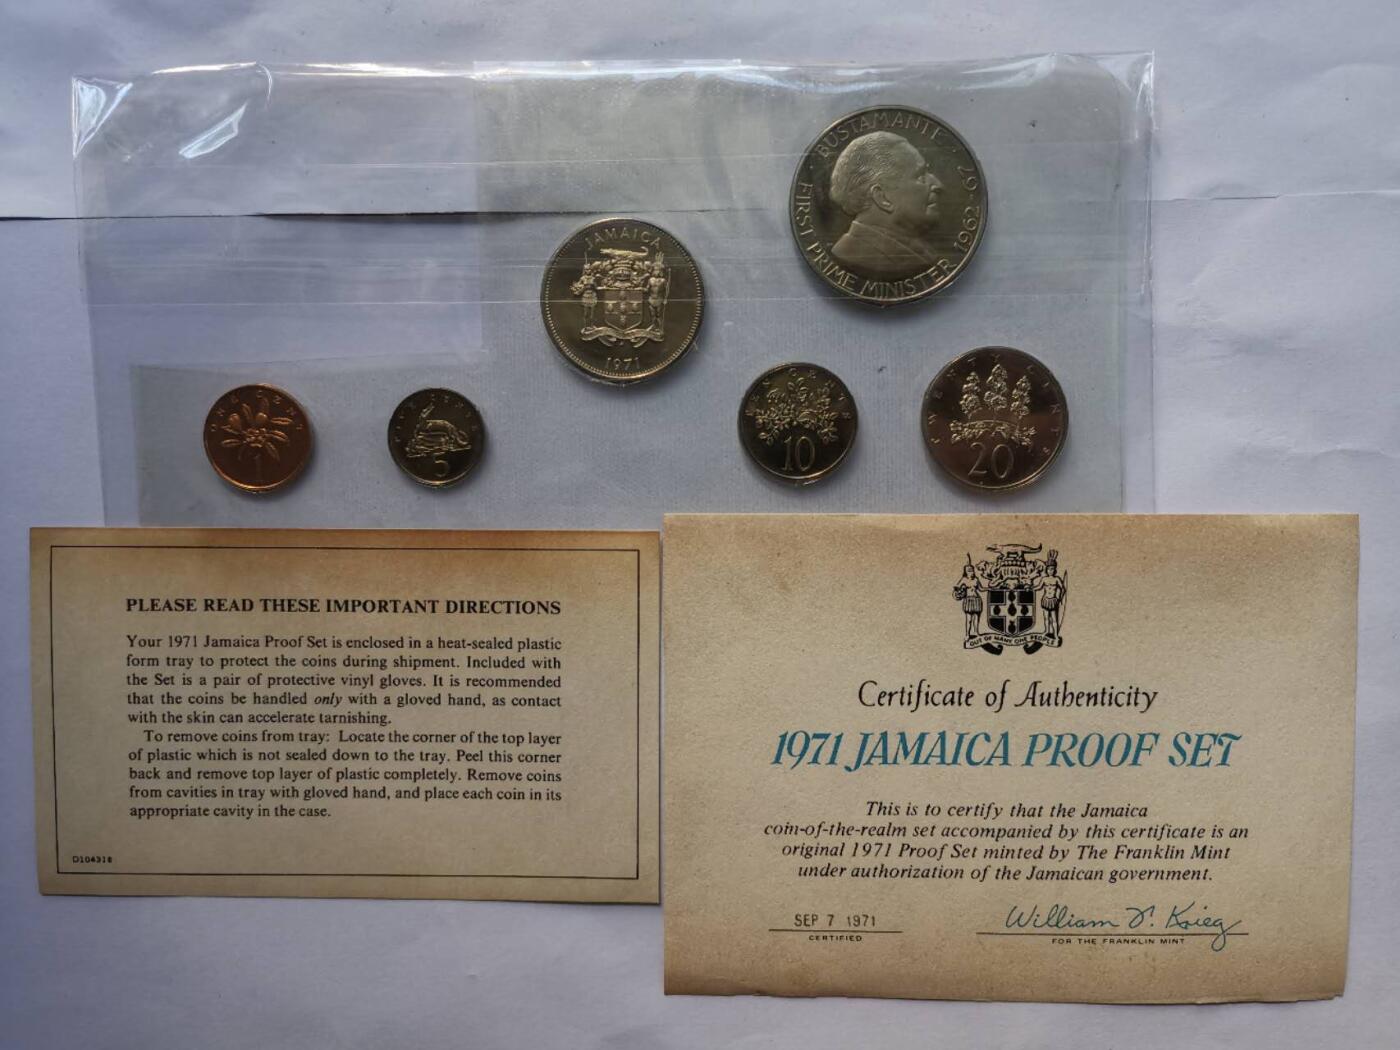 BUSTAMANTE
FIRST PRIME MINISTER 1962-67
JAMAICA
1971
ONE CENT
1
FIVE CENTS
5
TEN CENTS
10
TWENTY CENTS
20
PLEASE READ THESE IMPORTANT DIRECTIONS
Your 1971 Jamaica Proof Set is enclosed in a heat-sealed plastic
form tray to protect the coins during shipment. Included with
the Set is a pair of protective vinyl gloves. It is recommended
that the coins be handled only with a gloved hand, as contact
with the skin can accelerate tarnishing.
To remove coins from tray: Locate the corner of the top layer
of plastic which is not sealed down to the tray. Peel this corner
back and remove top layer of plastic completely. Remove coins
from cavities in tray with gloved hand, and place each coin in its
appropriate cavity in the case.
D104318
OUT OF MANY ONE PEOPLE
Certificate of Authenticity
1971 JAMAICA PROOF SET
This is to certify that the Jamaica
coin-of-the-realm set accompanied by this certificate is an
original 1971 Proof Set minted by The Franklin Mint
under authorization of the Jamaican government.
SEP 7 1971
CERTIFIED
William T. Krieg
FOR THE FRANKLIN MINT